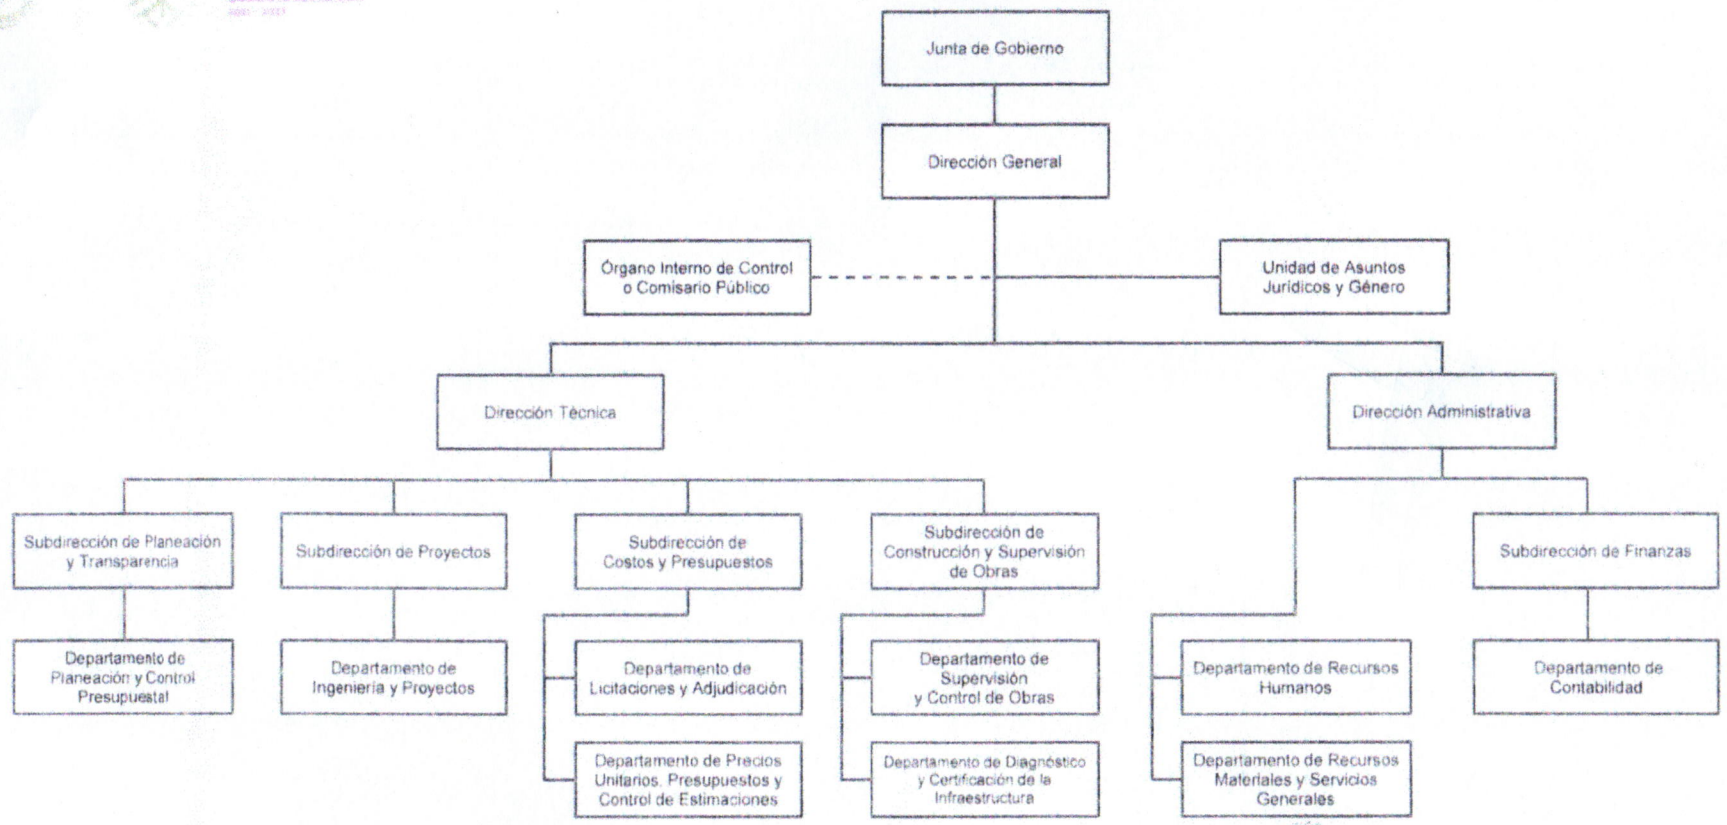 Junta de Gobierno
Dirección General
Órgano Interno de Control
o Comisario Público
Unidad de Asuntos
Jurídicos y Género
Dirección Técnica
Dirección Administrativa
Subdirección de Planeación
y Transparencia
Subdirección de Proyectos
Subdirección de
Costos y Presupuestos
Subdirección de
Construcción y Supervisión
de Obras
Subdirección de Finanzas
Departamento de
Planeación y Control
Presupuestal
Departamento de
Ingeniería y Proyectos
Departamento de
Licitaciones y Adjudicación
Departamento de
Supervisión
y Control de Obras
Departamento de Recursos
Humanos
Departamento de
Contabilidad
Departamento de Precios
Unitarios, Presupuestos y
Control de Estimaciones
Departamento de Diagnóstico
y Certificación de la
Infraestructura
Departamento de Recursos
Materiales y Servicios
Generales